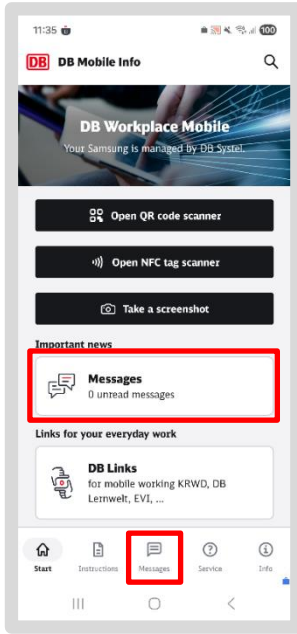 11:35
100
DB DB Mobile Info
DB Workplace Mobile
Your Samsung is managed by DB Systel.
Open QR code scanner
Open NFC tag scanner
Take a screenshot
Important news
Messages
0 unread messages
Links for your everyday work
DB Links
for mobile working KRWD, DB
Lernwelt, EVI, ...
Start Instructions Messages Service Info